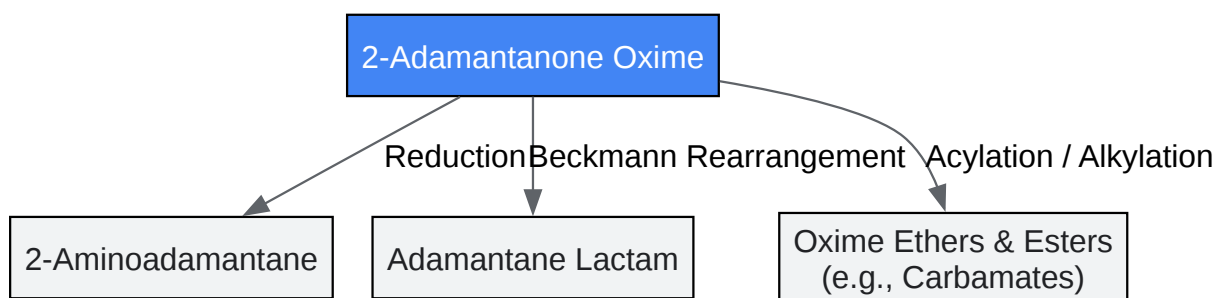 2-Adamantanone Oxime
Reduction
Beckmann Rearrangement
Acylation / Alkylation
2-Aminoadamantane
Adamantane Lactam
Oxime Ethers & Esters
(e.g., Carbamates)